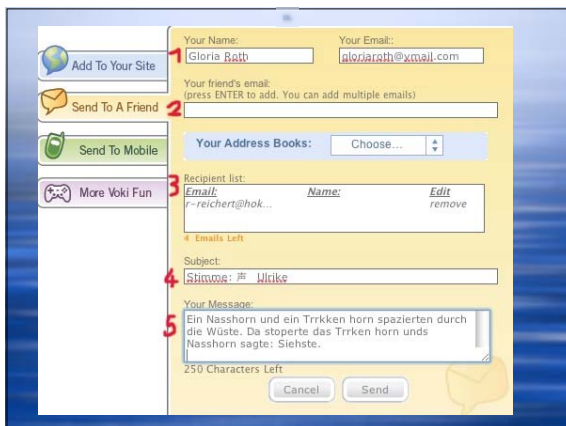 Your Name: Your Email::
1 Gloria Roth gloriaroth@ymail.com
Add To Your Site
Your friend's email:
(press ENTER to add. You can add multiple emails)
Send To A Friend
2
Your Address Books: Choose...
Send To Mobile
Recipient list:
3 Email: Name: Edit
r-reichert@hok... remove
More Voki Fun
4 Emails Left
Subject:
4 Stimme: 声 Ulrike
Your Message:
5 Ein Nasshorn und ein Trrkken horn spazierten durch
die Wüste. Da stoperte das Trrken horn unds
Nasshorn sagte: Siehste.
250 Characters Left
Cancel Send